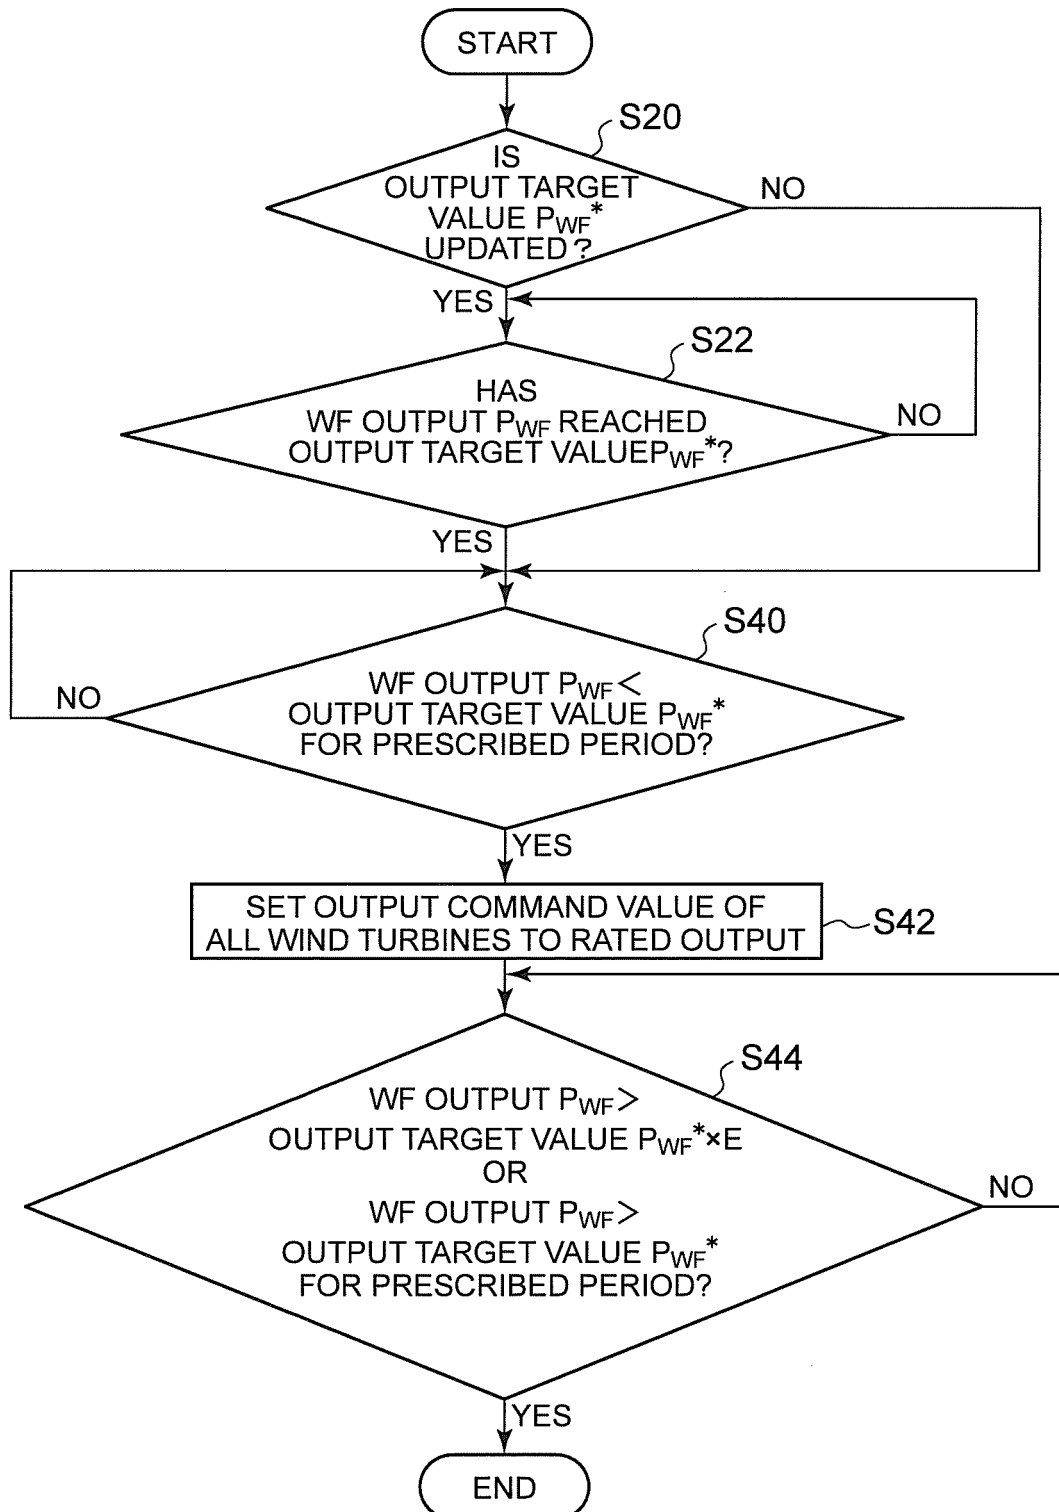 START
S20
IS
OUTPUT TARGET
VALUE PWF*
UPDATED?
NO
YES
S22
HAS
WF OUTPUT PWF REACHED
OUTPUT TARGET VALUEPWF*?
NO
YES
S40
WF OUTPUT PWF<
OUTPUT TARGET VALUE PWF*
FOR PRESCRIBED PERIOD?
NO
YES
SET OUTPUT COMMAND VALUE OF
ALL WIND TURBINES TO RATED OUTPUT
S42
S44
WF OUTPUT PWF>
OUTPUT TARGET VALUE PWF*×E
OR
WF OUTPUT PWF>
OUTPUT TARGET VALUE PWF*
FOR PRESCRIBED PERIOD?
NO
YES
END